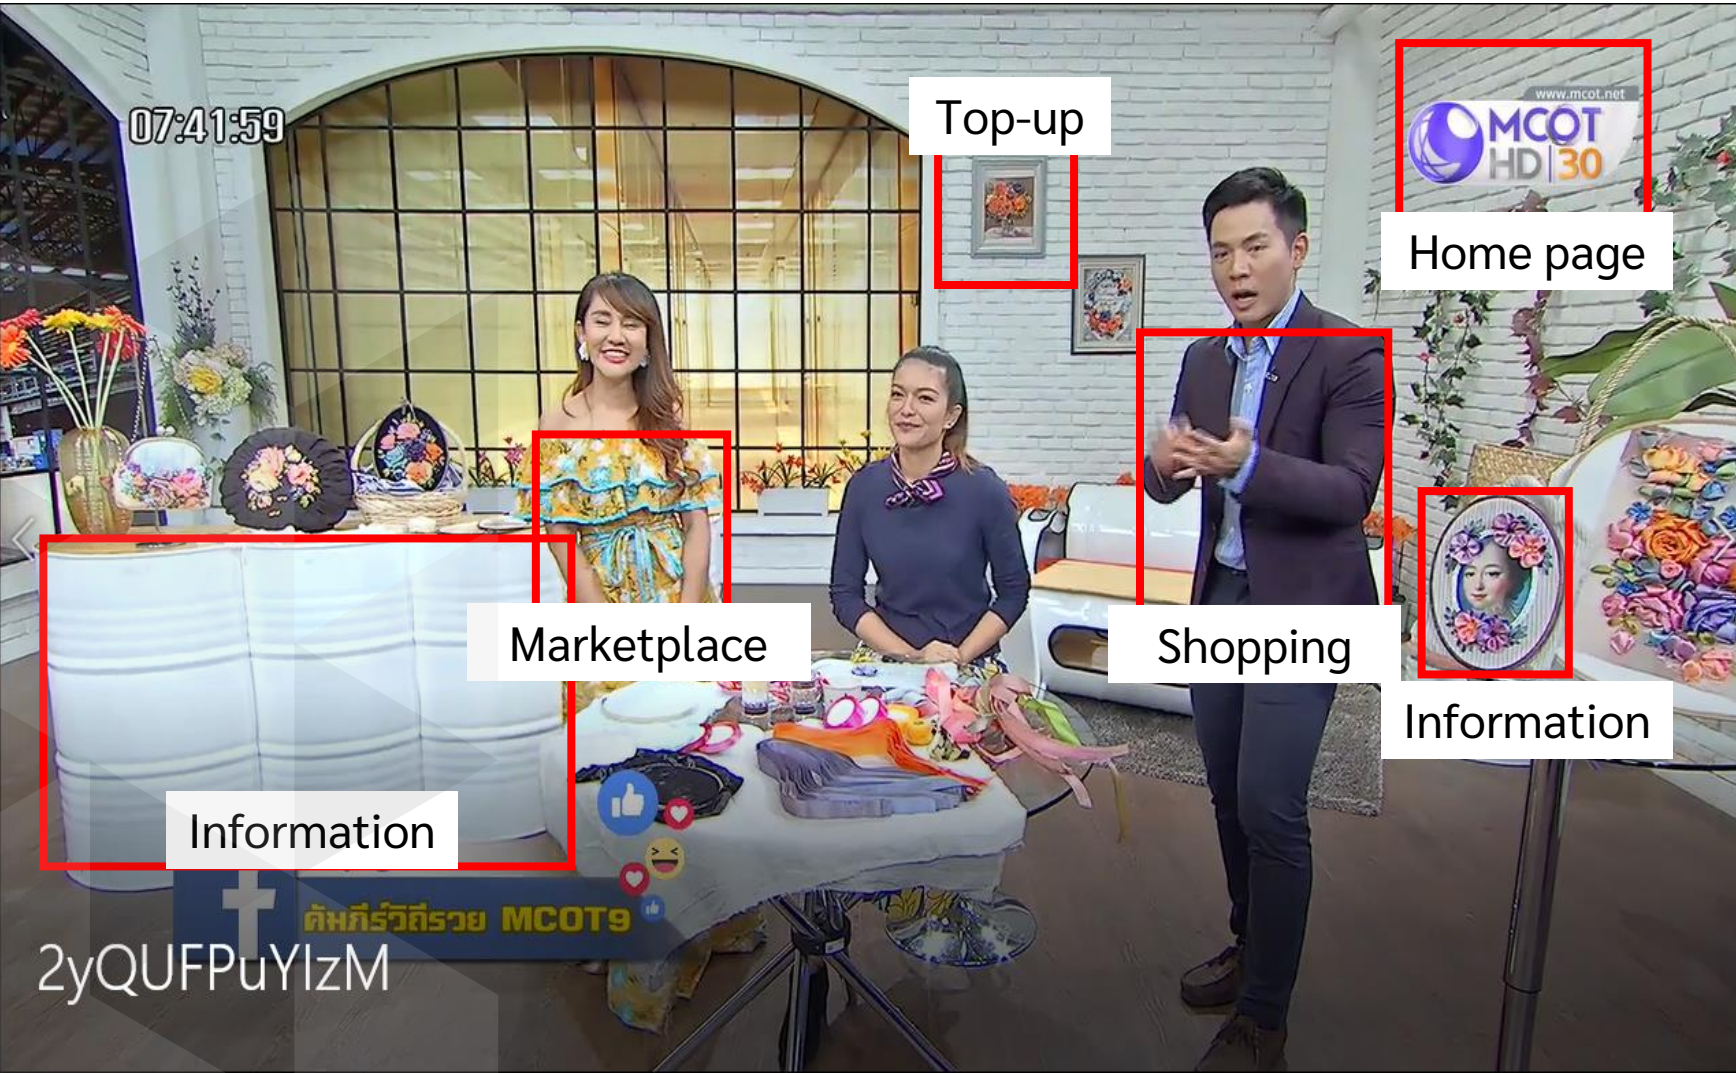 07:41:59
Top-up
www.mcot.net
MCOT
HD|30
Home page
Marketplace
Shopping
Information
Information
คัมภีร์วิถีรวย MCOT9
2yQUFPuYIzM